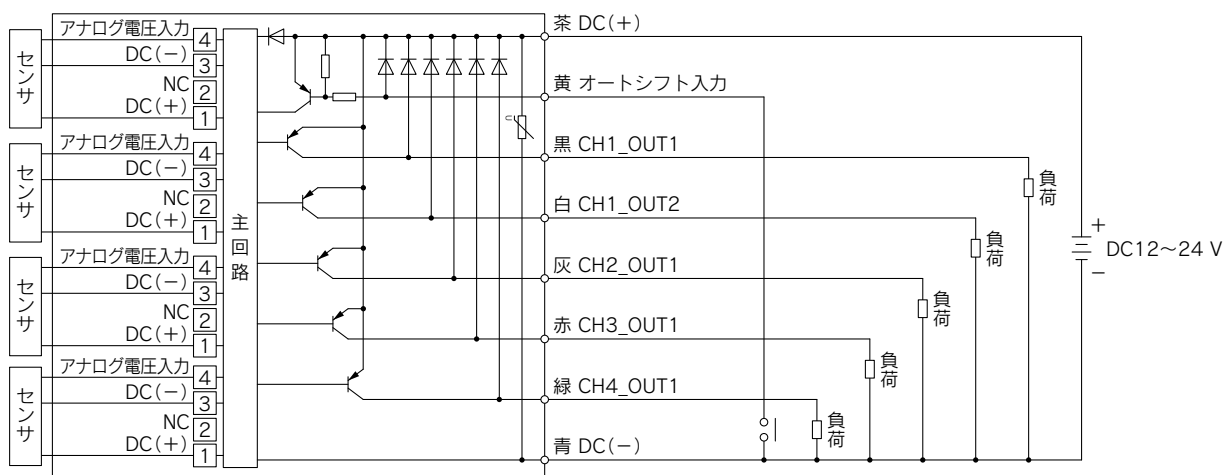 センサ
アナログ電圧入力 4
DC(−) 3
NC 2
DC(+) 1
センサ
アナログ電圧入力 4
DC(−) 3
NC 2
DC(+) 1
センサ
アナログ電圧入力 4
DC(−) 3
NC 2
DC(+) 1
センサ
アナログ電圧入力 4
DC(−) 3
NC 2
DC(+) 1
主回路
茶 DC(+)
黄 オートシフト入力
黒 CH1_OUT1
白 CH1_OUT2
灰 CH2_OUT1
赤 CH3_OUT1
緑 CH4_OUT1
青 DC(−)
負荷
負荷
負荷
負荷
負荷
+
DC12〜24 V
−